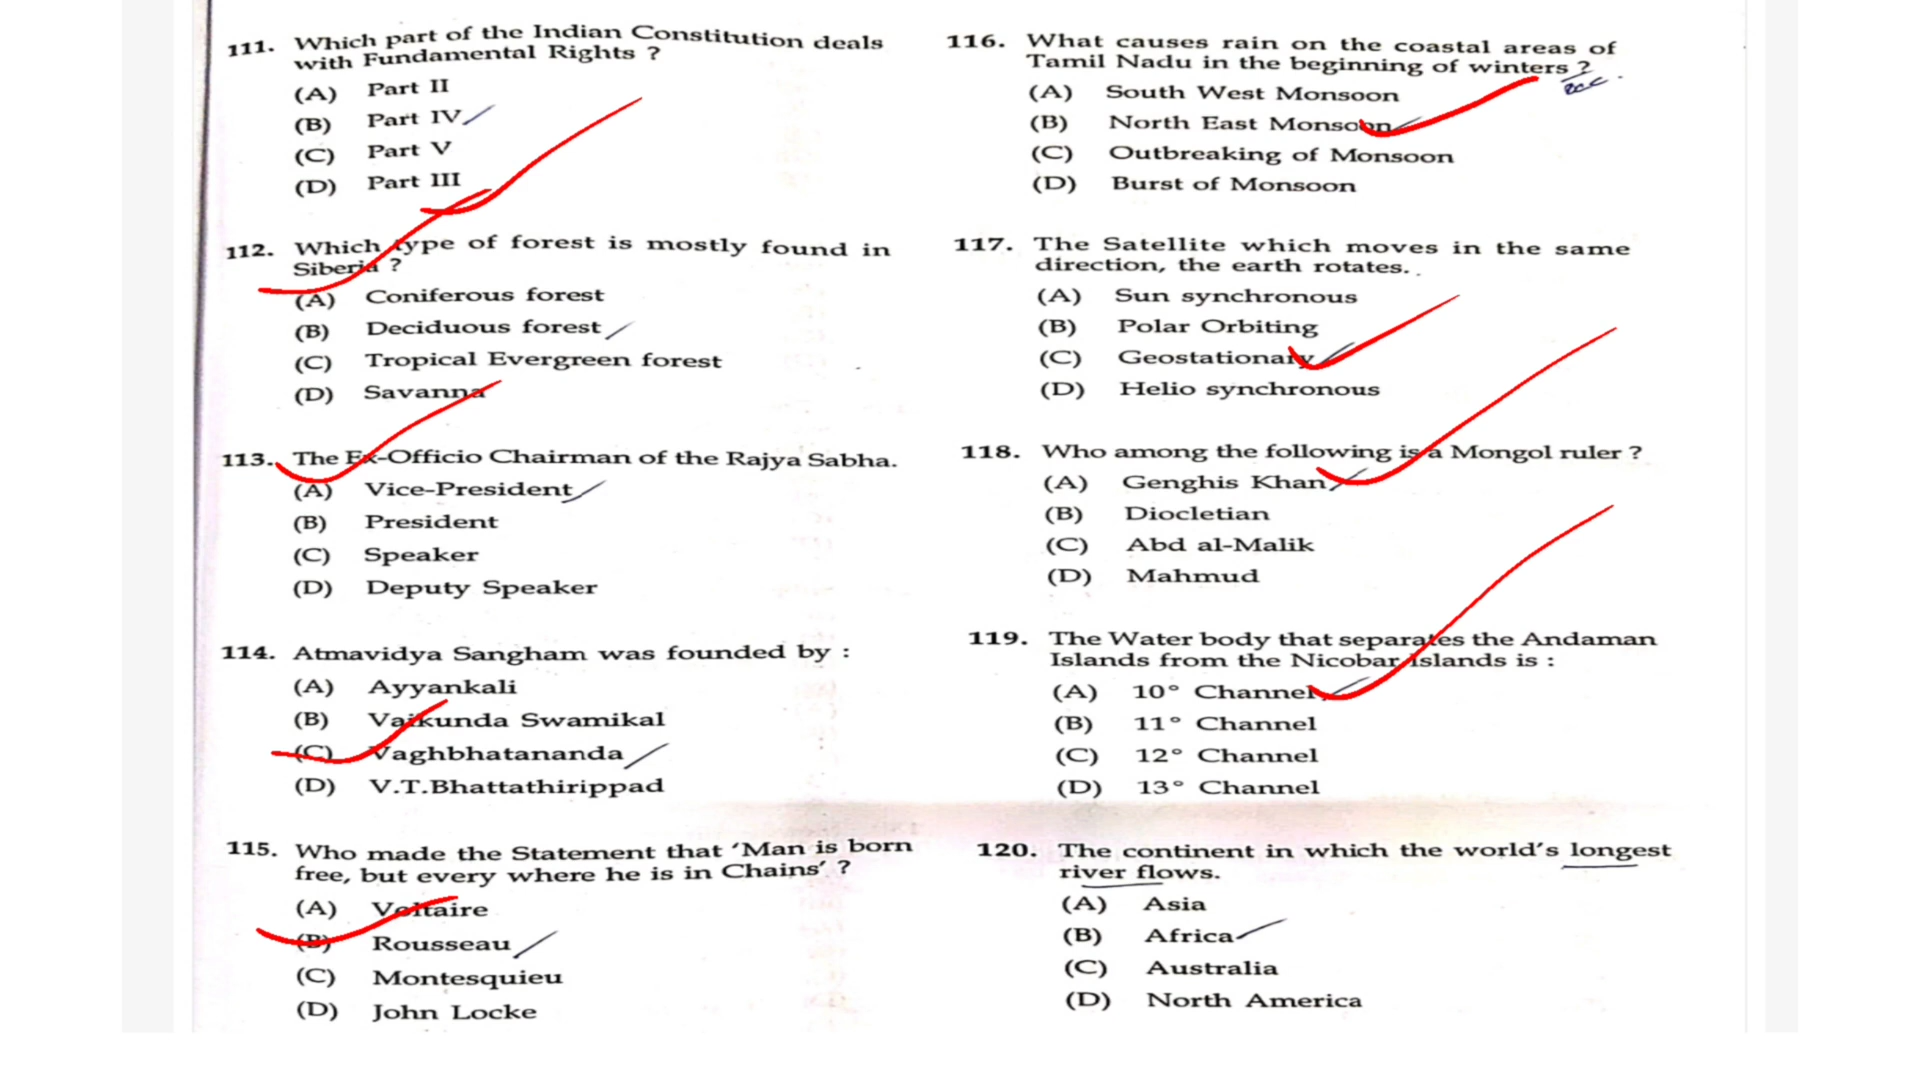 111. Which part of the Indian Constitution deals
with Fundamental Rights ?
(A) Part II
(B) Part IV
(C) Part V
(D) Part III
112. Which type of forest is mostly found in
Siberia ?
(A) Coniferous forest
(B) Deciduous forest
(C) Tropical Evergreen forest
(D) Savanna
113. The Ex-Officio Chairman of the Rajya Sabha.
(A) Vice-President
(B) President
(C) Speaker
(D) Deputy Speaker
114. Atmavidya Sangham was founded by :
(A) Ayyankali
(B) Vaikunda Swamikal
(C) Vaghbhatananda
(D) V.T.Bhattathirippad
115. Who made the Statement that ‘Man is born
free, but every where he is in Chains’ ?
(A) Voltaire
(B) Rousseau
(C) Montesquieu
(D) John Locke
116. What causes rain on the coastal areas of
Tamil Nadu in the beginning of winters ?
(A) South West Monsoon
(B) North East Monsoon
(C) Outbreaking of Monsoon
(D) Burst of Monsoon
117. The Satellite which moves in the same
direction, the earth rotates.
(A) Sun synchronous
(B) Polar Orbiting
(C) Geostationary
(D) Helio synchronous
118. Who among the following is a Mongol ruler ?
(A) Genghis Khan
(B) Diocletian
(C) Abd al-Malik
(D) Mahmud
119. The Water body that separates the Andaman
Islands from the Nicobar Islands is :
(A) 10° Channel
(B) 11° Channel
(C) 12° Channel
(D) 13° Channel
120. The continent in which the world’s longest
river flows.
(A) Asia
(B) Africa
(C) Australia
(D) North America